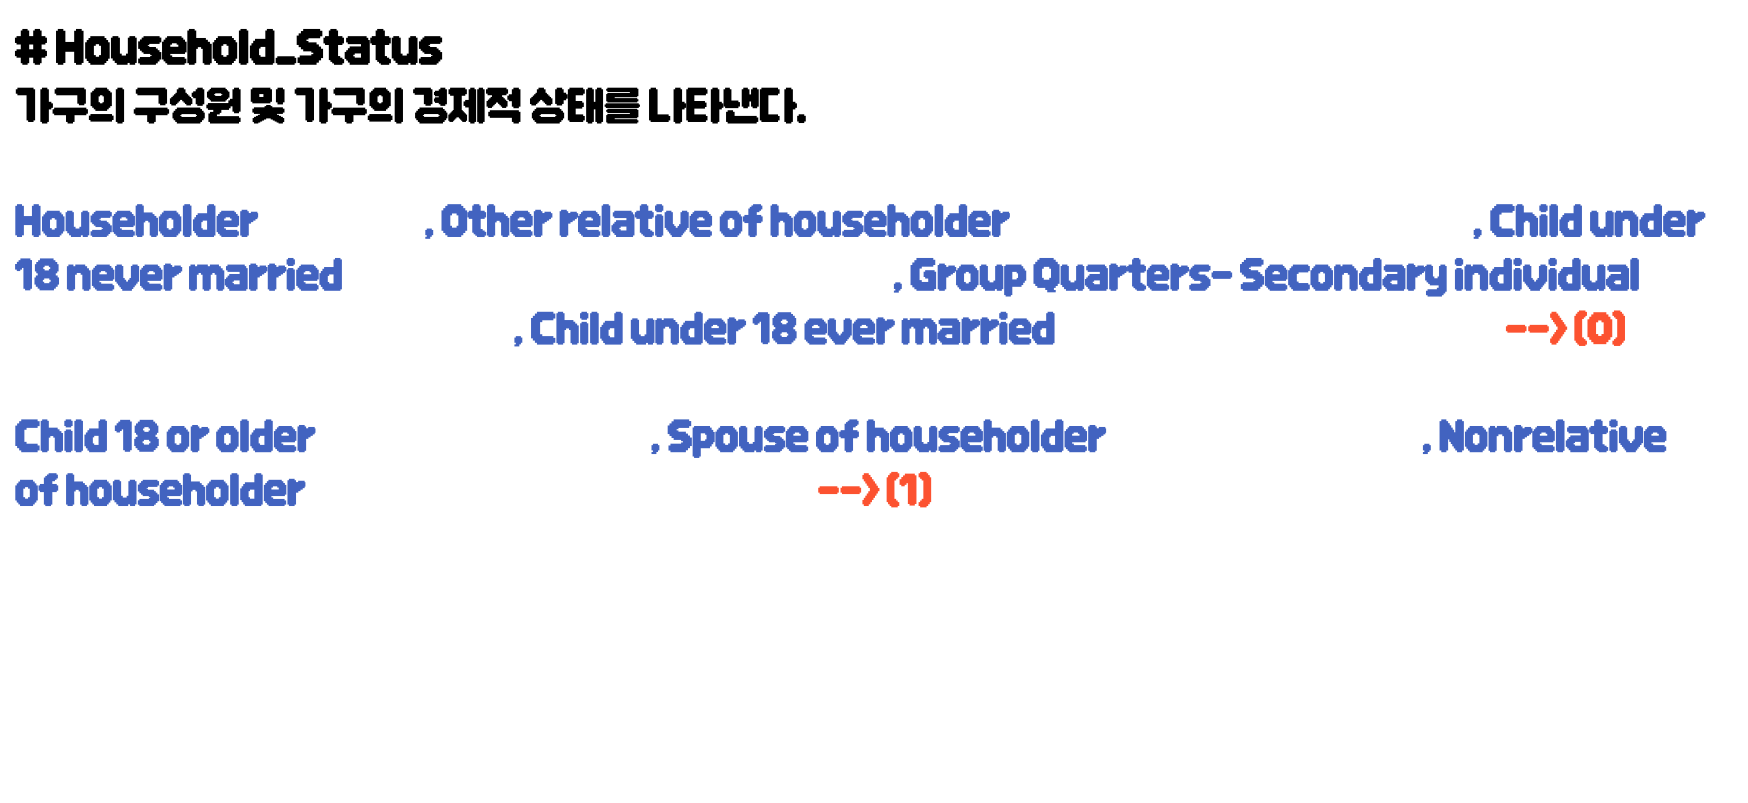 # Household_Status
가구의 구성원 및 가구의 경제적 상태를 나타낸다.
Householder , Other relative of householder , Child under
18 never married , Group Quarters- Secondary individual
, Child under 18 ever married --> (0)
Child 18 or older , Spouse of householder , Nonrelative
of householder --> (1)